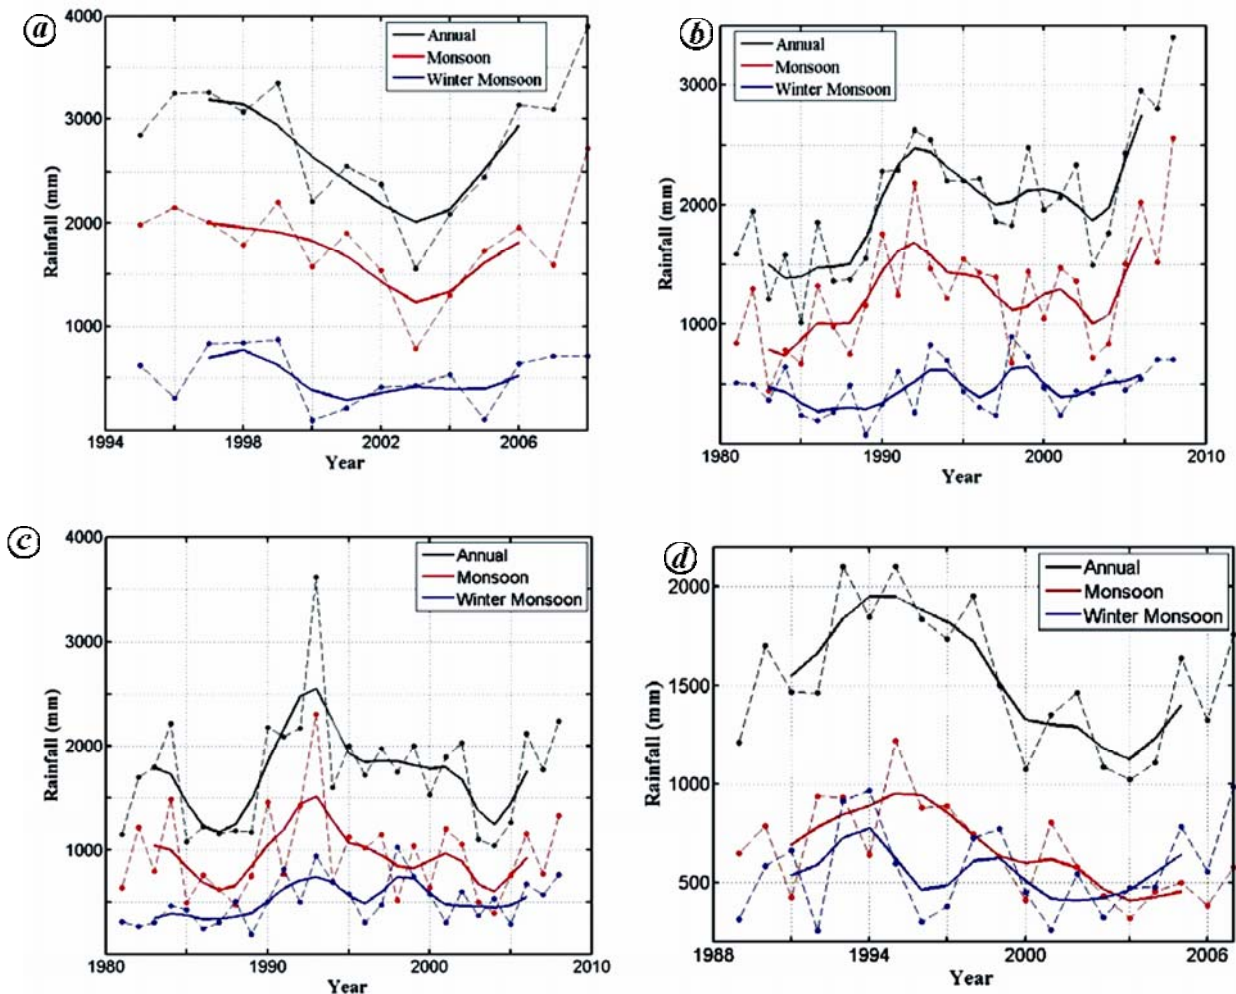 a
4000
3000
2000
1000
Rainfall (mm)
Annual
Monsoon
Winter Monsoon
1994
1998
2002
2006
Year
b
3000
2000
1000
Rainfall (mm)
Annual
Monsoon
Winter Monsoon
1980
1990
2000
2010
Year
c
4000
3000
2000
1000
Rainfall (mm)
Annual
Monsoon
Winter Monsoon
1980
1990
2000
2010
Year
d
2000
1500
1000
500
Rainfall (mm)
Annual
Monsoon
Winter Monsoon
1988
1994
2000
2006
Year